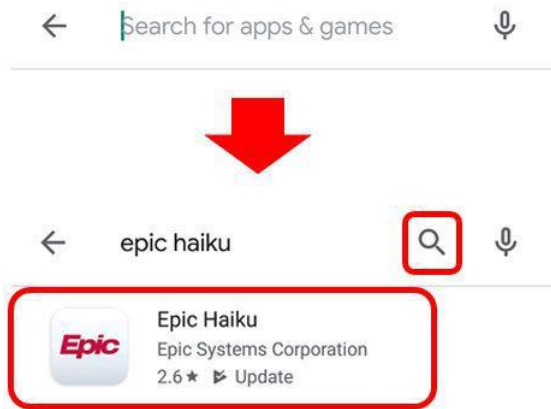 Search for apps & games
epic haiku
Epic Haiku
Epic
Epic Systems Corporation
2.6★ Update